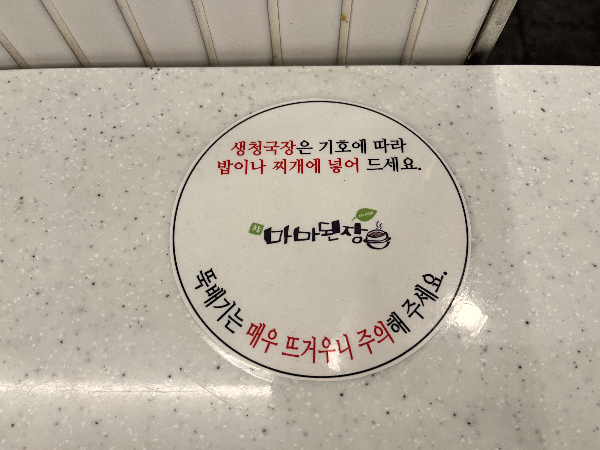 생청국장은 기호에 따라
밥이나 찌개에 넣어 드세요.
마마된장
뚝배기는 매우 뜨거우니 주의해 주세요.